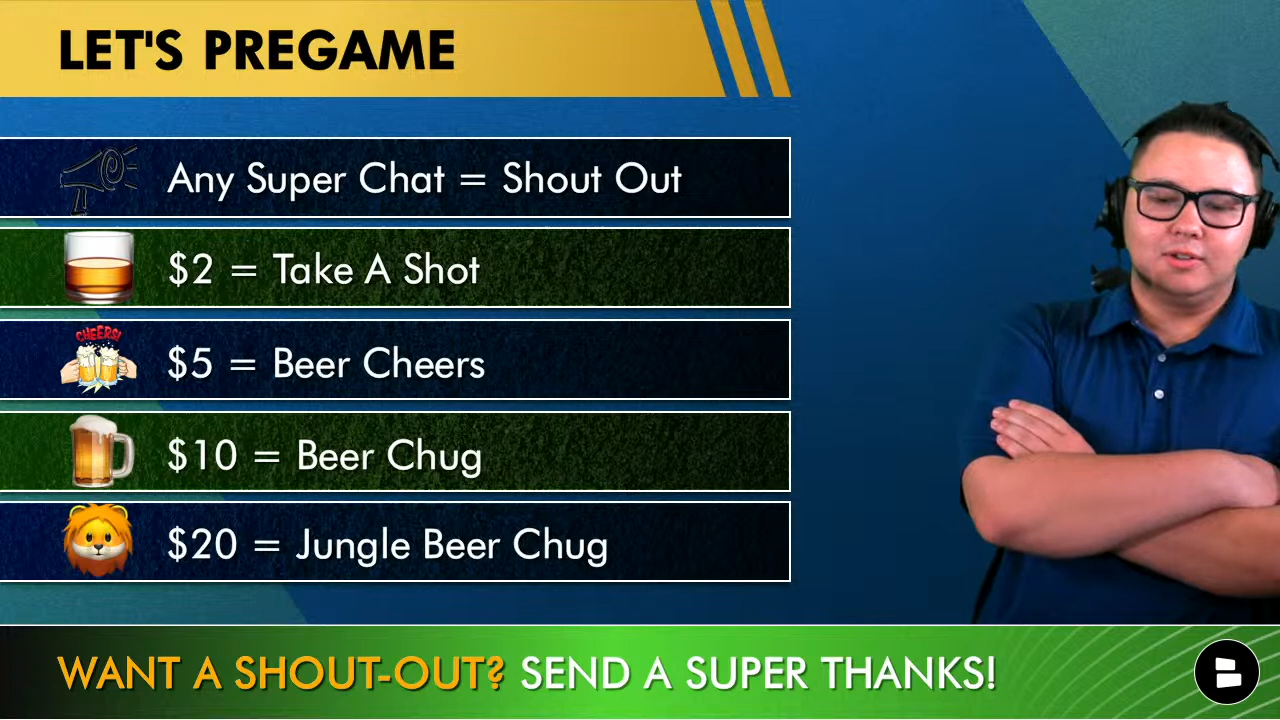 LET'S PREGAME
Any Super Chat = Shout Out
$2 = Take A Shot
CHEERS!
$5 = Beer Cheers
$10 = Beer Chug
$20 = Jungle Beer Chug
WANT A SHOUT-OUT? SEND A SUPER THANKS!